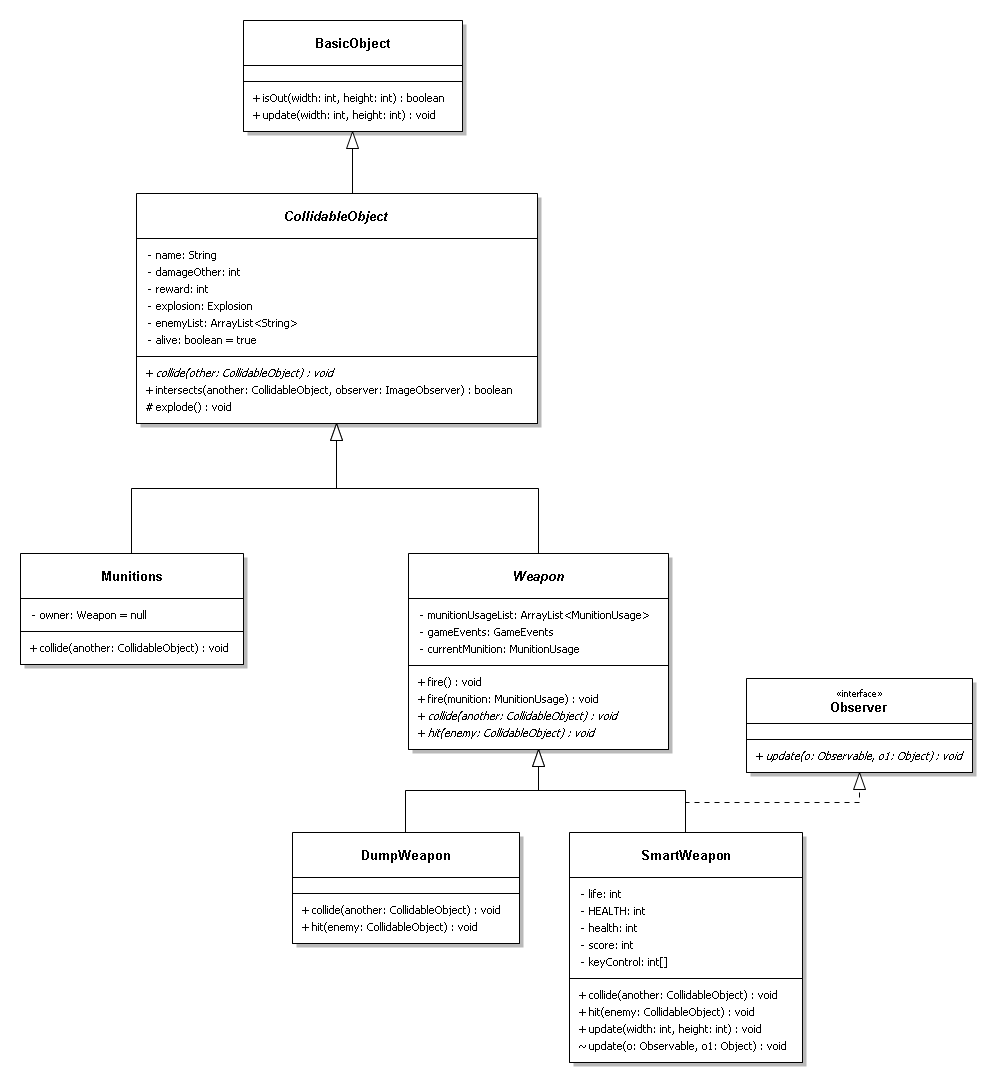 BasicObject
+ isOut(width: int, height: int) : boolean
+ update(width: int, height: int) : void
CollidableObject
- name: String
- damageOther: int
- reward: int
- explosion: Explosion
- enemyList: ArrayList<String>
- alive: boolean = true
+ collide(other: CollidableObject) : void
+ intersects(another: CollidableObject, observer: ImageObserver) : boolean
# explode() : void
Munitions
- owner: Weapon = null
+ collide(another: CollidableObject) : void
Weapon
- munitionUsageList: ArrayList<MunitionUsage>
- gameEvents: GameEvents
- currentMunition: MunitionUsage
+ fire() : void
+ fire(munition: MunitionUsage) : void
+ collide(another: CollidableObject) : void
+ hit(enemy: CollidableObject) : void
«interface»
Observer
+ update(o: Observable, o1: Object) : void
DumpWeapon
+ collide(another: CollidableObject) : void
+ hit(enemy: CollidableObject) : void
SmartWeapon
- life: int
- HEALTH: int
- health: int
- score: int
- keyControl: int[]
+ collide(another: CollidableObject) : void
+ hit(enemy: CollidableObject) : void
+ update(width: int, height: int) : void
~ update(o: Observable, o1: Object) : void